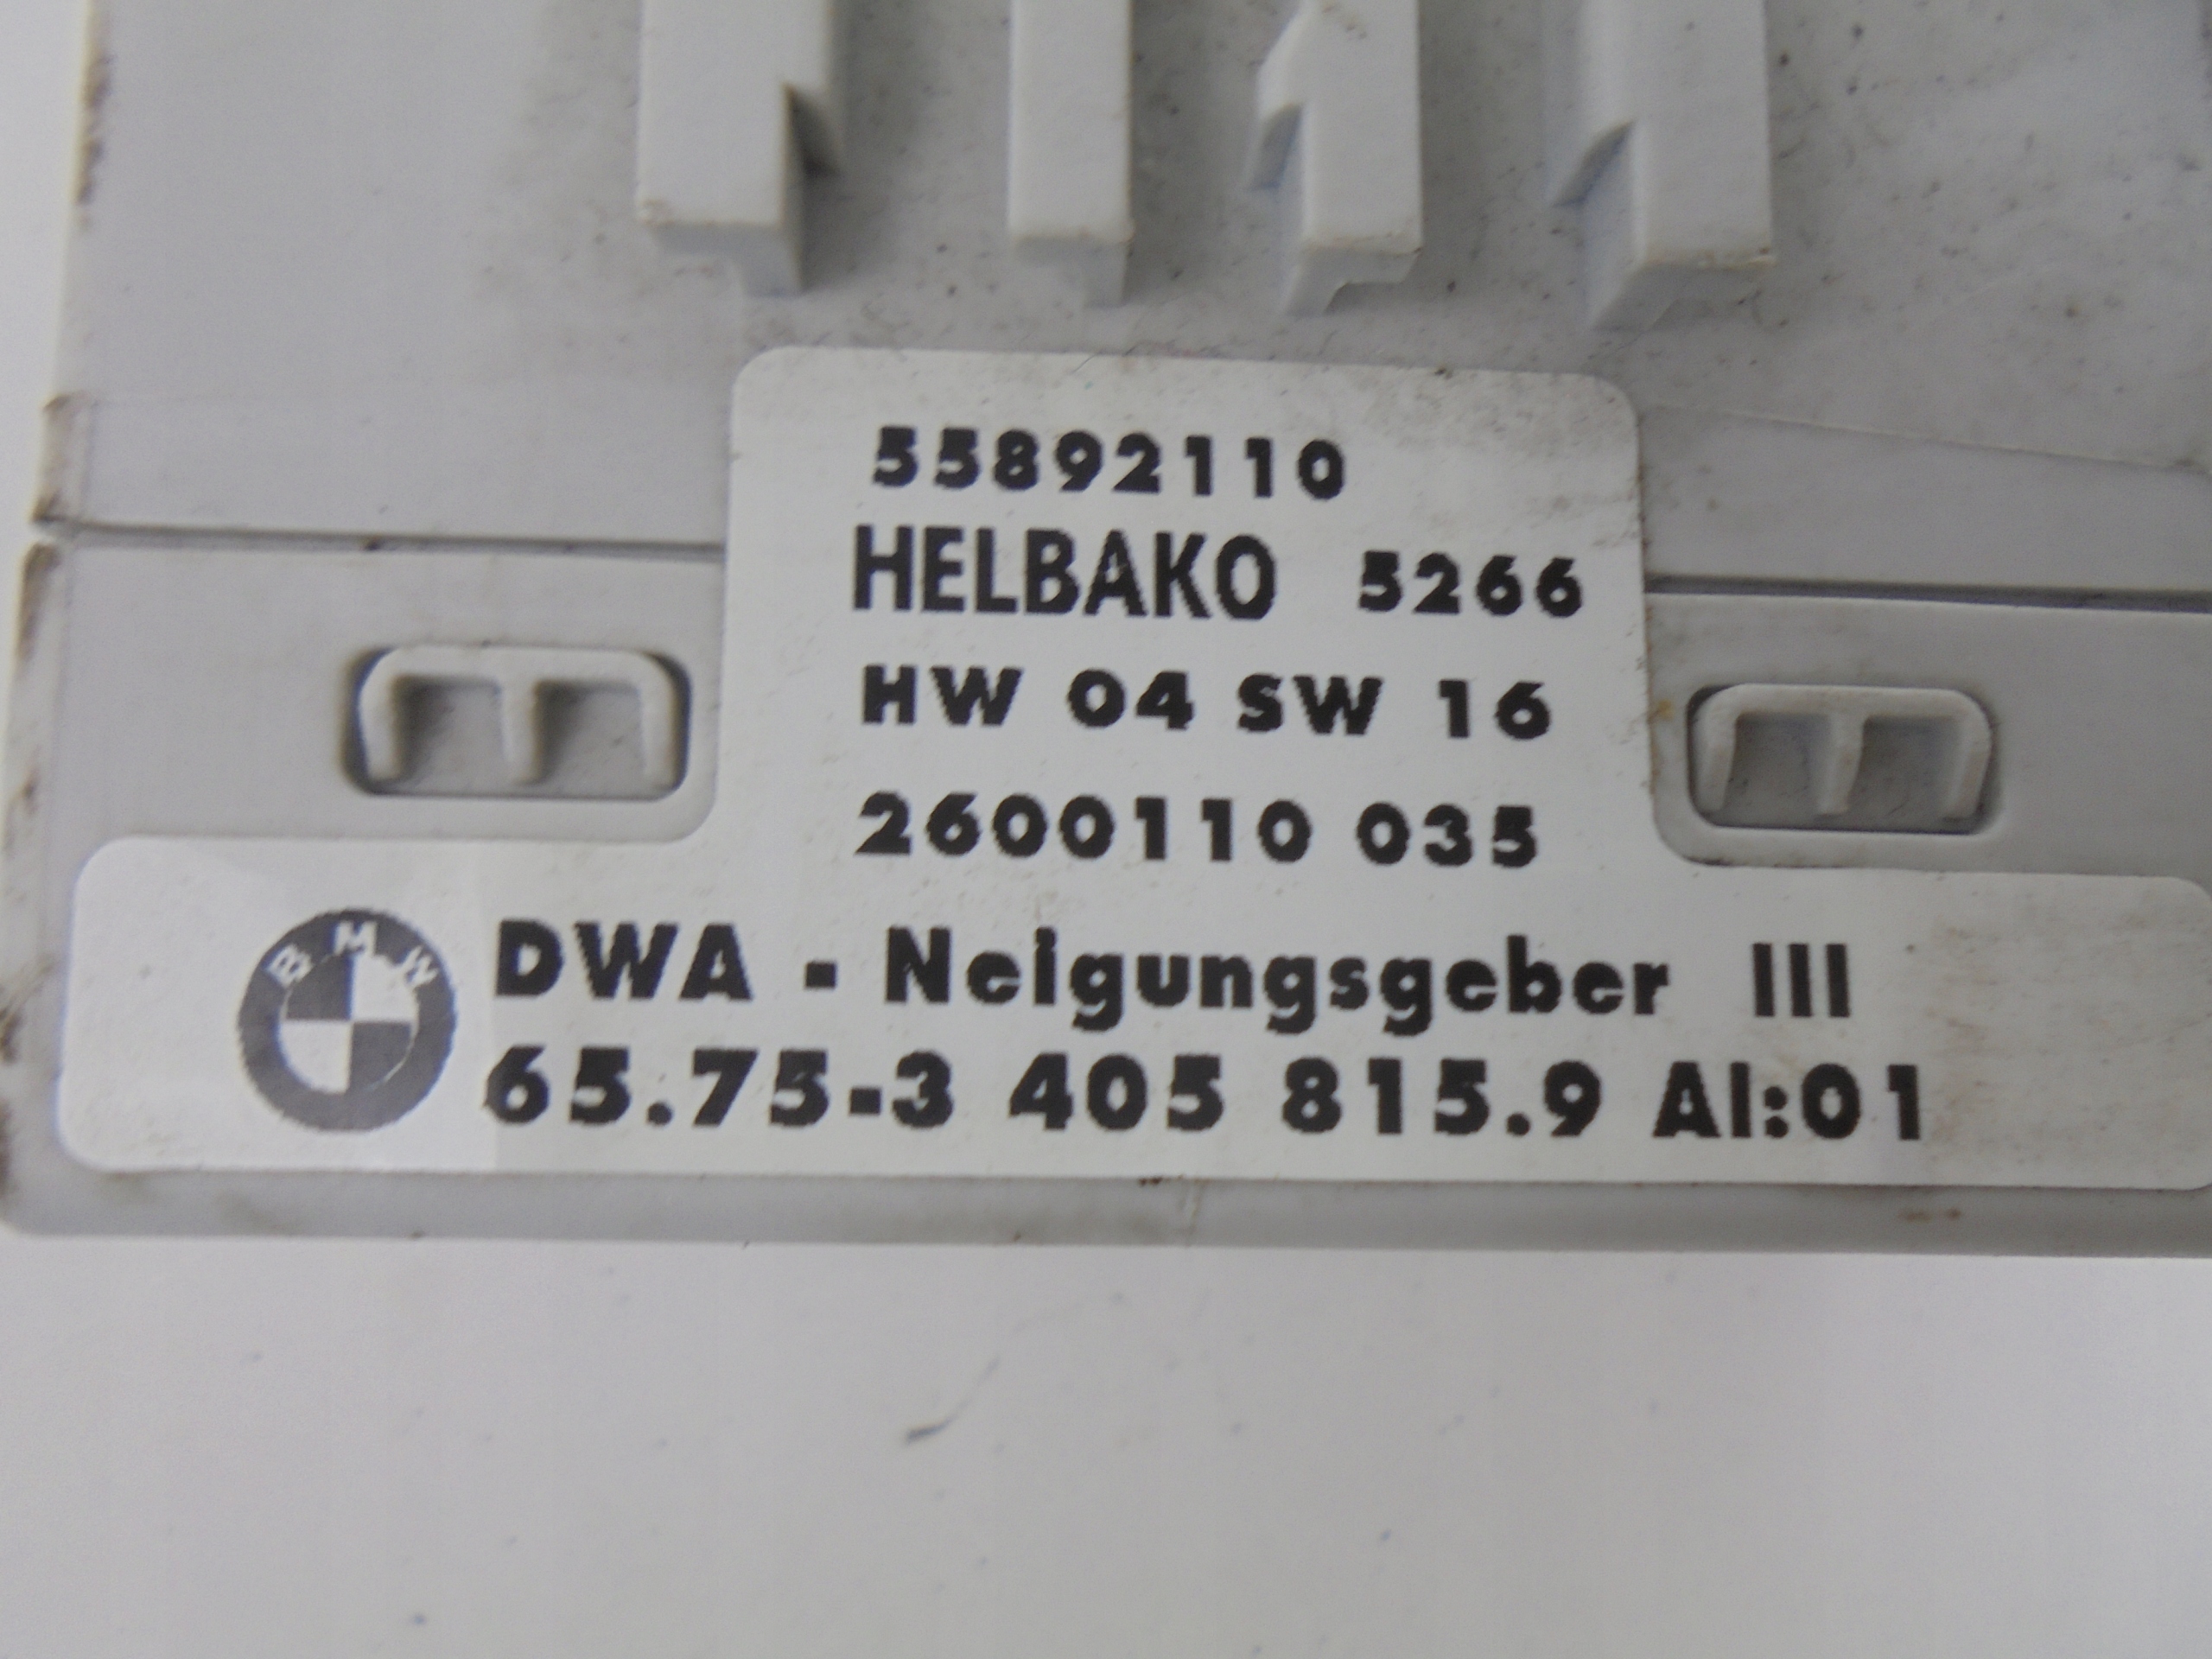 55892110
HELBAKO 5266
HW 04 SW 16
2600110 035
BMW
DWA - Neigungsgeber III
65.75-3 405 815.9 AI:01